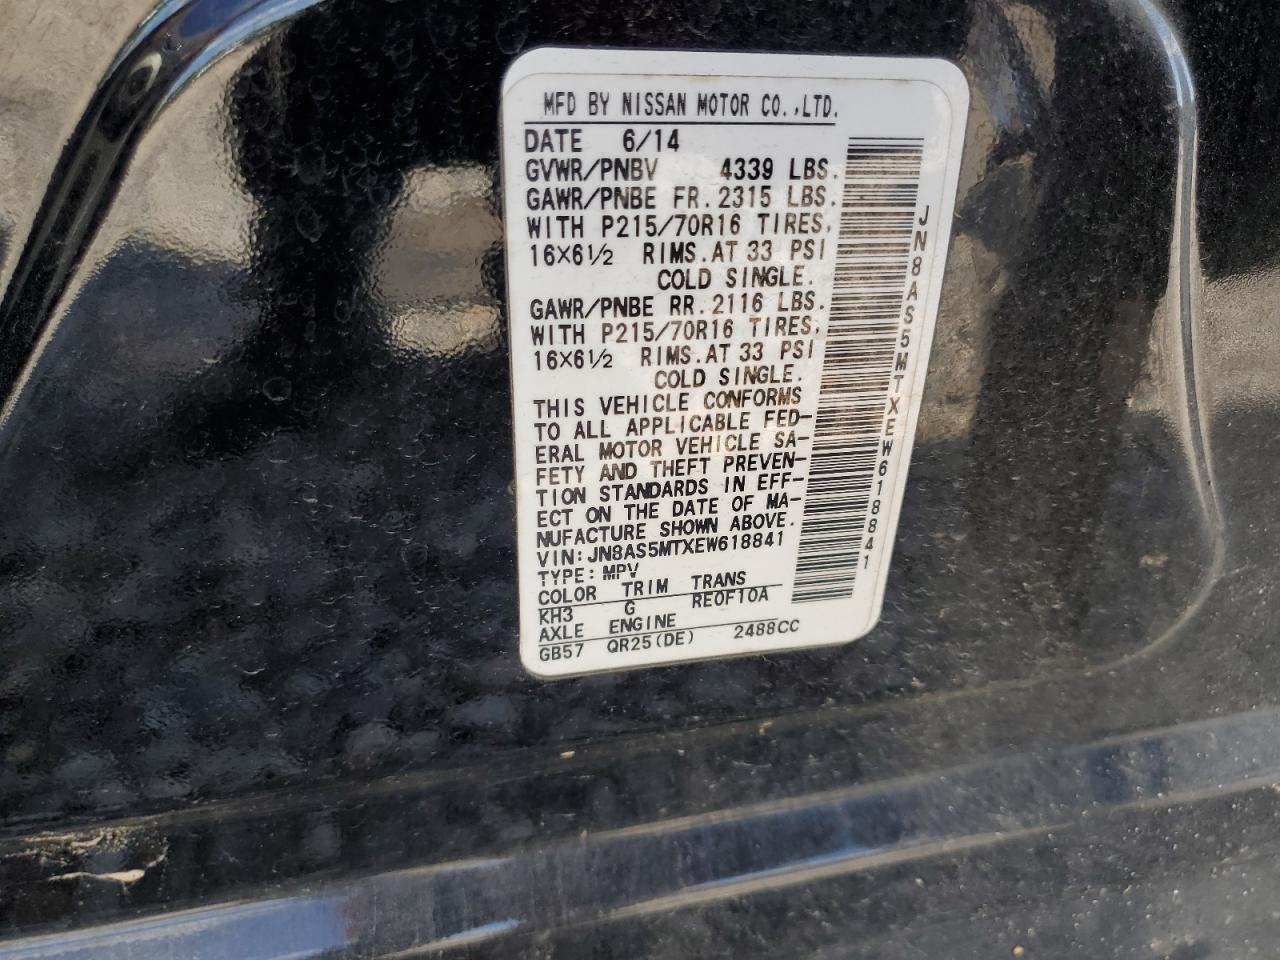 MFD BY NISSAN MOTOR CO.,LTD.
DATE 6/14
GVWR/PNBV 4339 LBS.
GAWR/PNBE FR. 2315 LBS.
WITH P215/70R16 TIRES,
16×6½ RIMS. AT 33 PSI
COLD SINGLE.
GAWR/PNBE RR. 2116 LBS.
WITH P215/70R16 TIRES,
16×6½ RIMS. AT 33 PSI
COLD SINGLE.
THIS VEHICLE CONFORMS
TO ALL APPLICABLE FED-
ERAL MOTOR VEHICLE SA-
FETY AND THEFT PREVEN-
TION STANDARDS IN EFF-
ECT ON THE DATE OF MA-
NUFACTURE SHOWN ABOVE.
VIN: JN8AS5MTXEW618841
TYPE: MPV
COLOR TRIM TRANS
KH3 G RE0F10A
AXLE ENGINE
GB57 QR25(DE) 2488CC
JN8AS5MTXEW618841